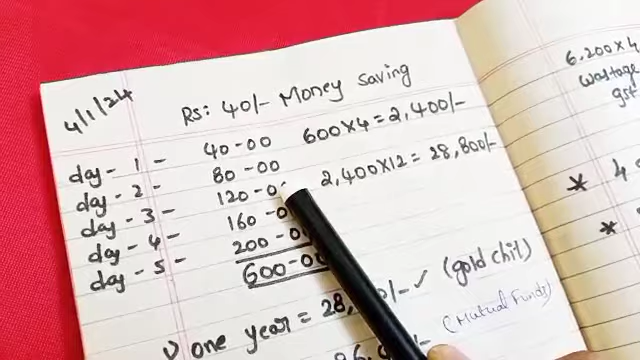 4/1/24
Rs: 40/- Money saving
day - 1 - 40-00 600x4 = 2,400/-
day - 2 - 80-00
day - 3 - 120-0 2,400x12 = 28,800/-
day - 4 - 160-0
day - 5 - 200-0
600-00
one year = 28, /- ✓ (gold chit)
(Mutual Funds)
6,200x4
Wastage
gst
* 4
*